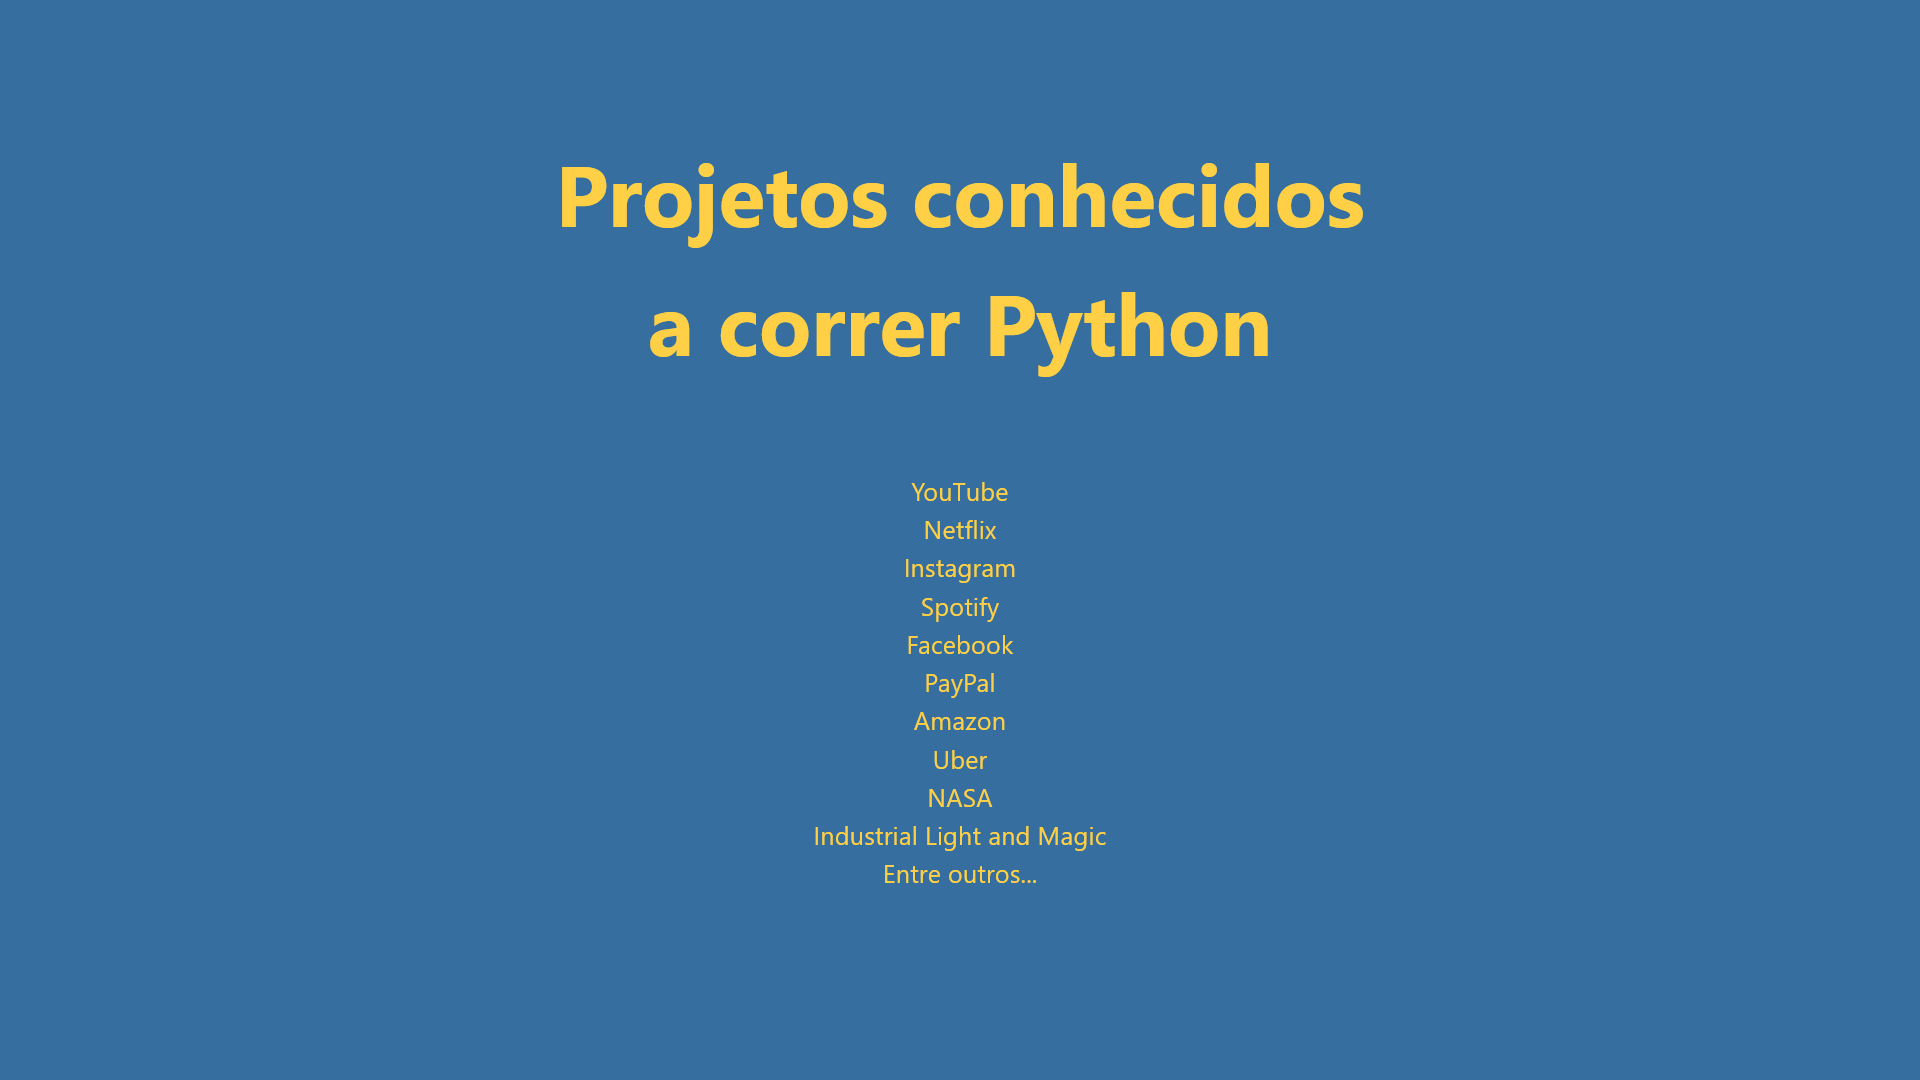 Projetos conhecidos
a correr Python
YouTube
Netflix
Instagram
Spotify
Facebook
PayPal
Amazon
Uber
NASA
Industrial Light and Magic
Entre outros...